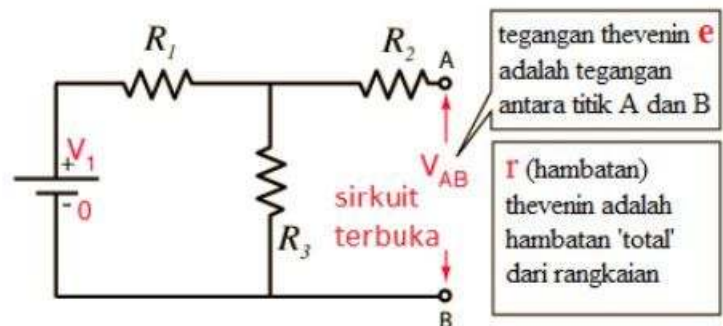 R1
R2
A
tegangan thevenin e
adalah tegangan
antara titik A dan B
V1
+
- 0
R3
sirkuit
terbuka
VAB
r (hambatan)
thevenin adalah
hambatan 'total'
dari rangkaian
B